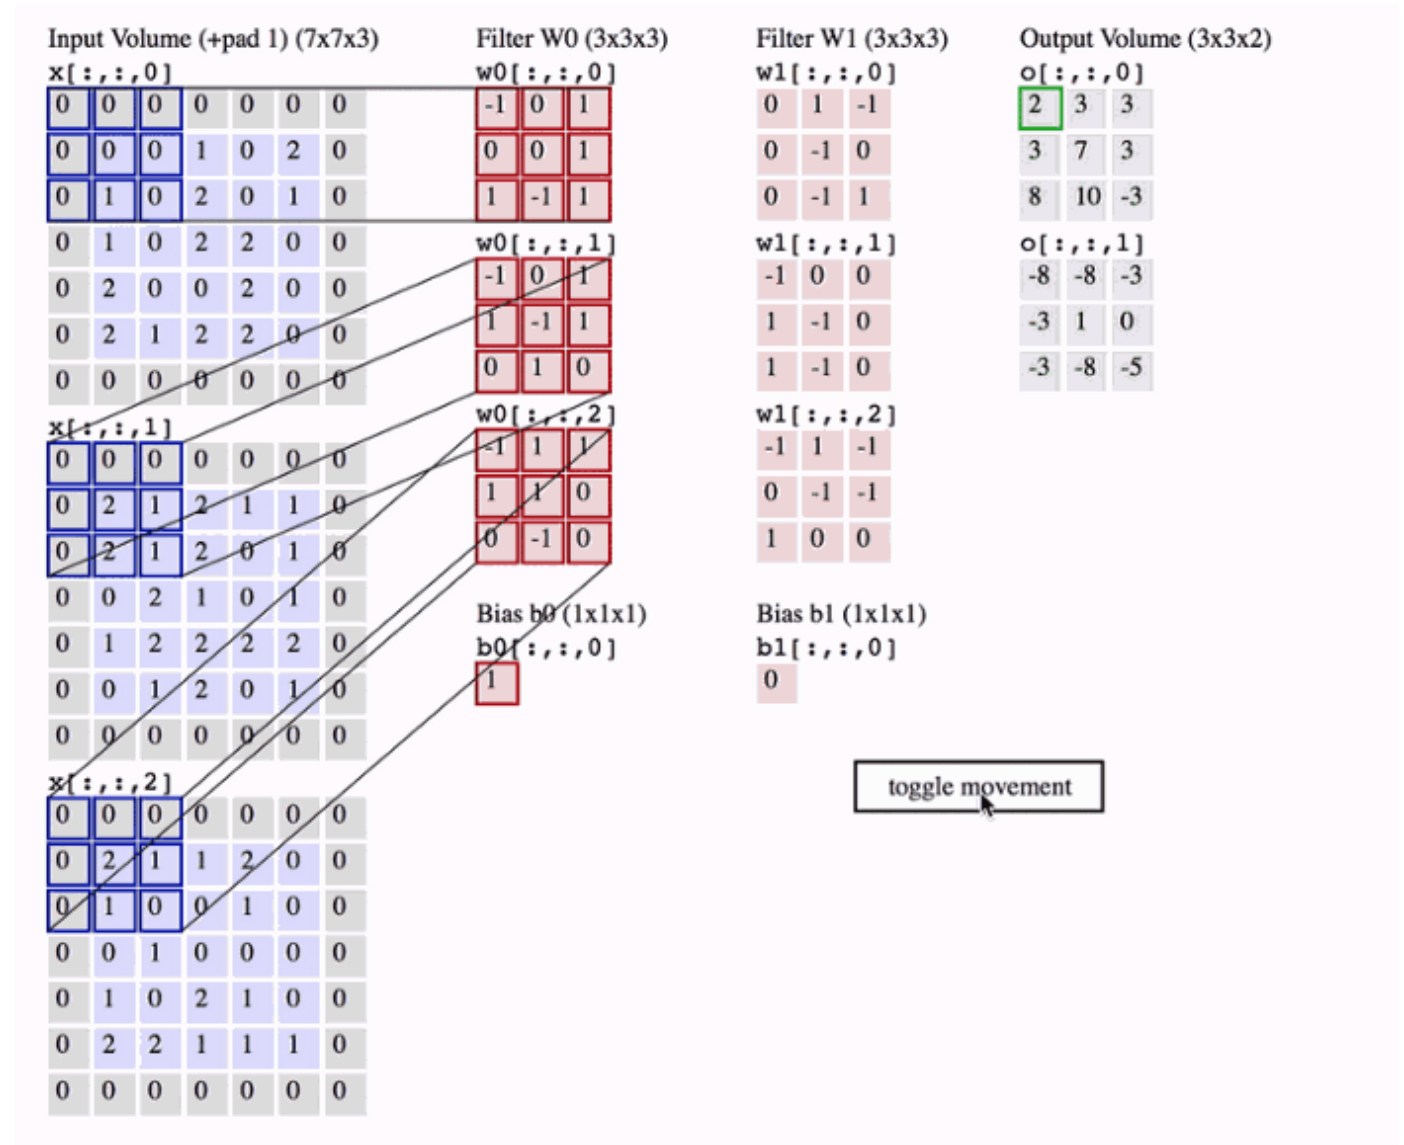 Input Volume (+pad 1) (7x7x3)
x[:,:,0]
0 0 0 0 0 0 0
0 0 0 1 0 2 0
0 1 0 2 0 1 0
0 1 0 2 2 0 0
0 2 0 0 2 0 0
0 2 1 2 2 0 0
0 0 0 0 0 0 0
x[:,:,1]
0 0 0 0 0 0 0
0 2 1 2 1 1 0
0 2 1 2 0 1 0
0 0 2 1 0 1 0
0 1 2 2 2 2 0
0 0 1 2 0 1 0
0 0 0 0 0 0 0
x[:,:,2]
0 0 0 0 0 0 0
0 2 1 1 2 0 0
0 1 0 0 1 0 0
0 0 1 0 0 0 0
0 1 0 2 1 0 0
0 2 2 1 1 1 0
0 0 0 0 0 0 0
Filter W0 (3x3x3)
w0[:,:,0]
-1 0 1
0 0 1
1 -1 1
w0[:,:,1]
-1 0 1
1 -1 1
0 1 0
w0[:,:,2]
-1 1 1
1 1 0
0 -1 0
Bias b0 (1x1x1)
b0[:,:,0]
1
Filter W1 (3x3x3)
w1[:,:,0]
0 1 -1
0 -1 0
0 -1 1
w1[:,:,1]
-1 0 0
1 -1 0
1 -1 0
w1[:,:,2]
-1 1 -1
0 -1 -1
1 0 0
Bias b1 (1x1x1)
b1[:,:,0]
0
Output Volume (3x3x2)
o[:,:,0]
2 3 3
3 7 3
8 10 -3
o[:,:,1]
-8 -8 -3
-3 1 0
-3 -8 -5
toggle movement